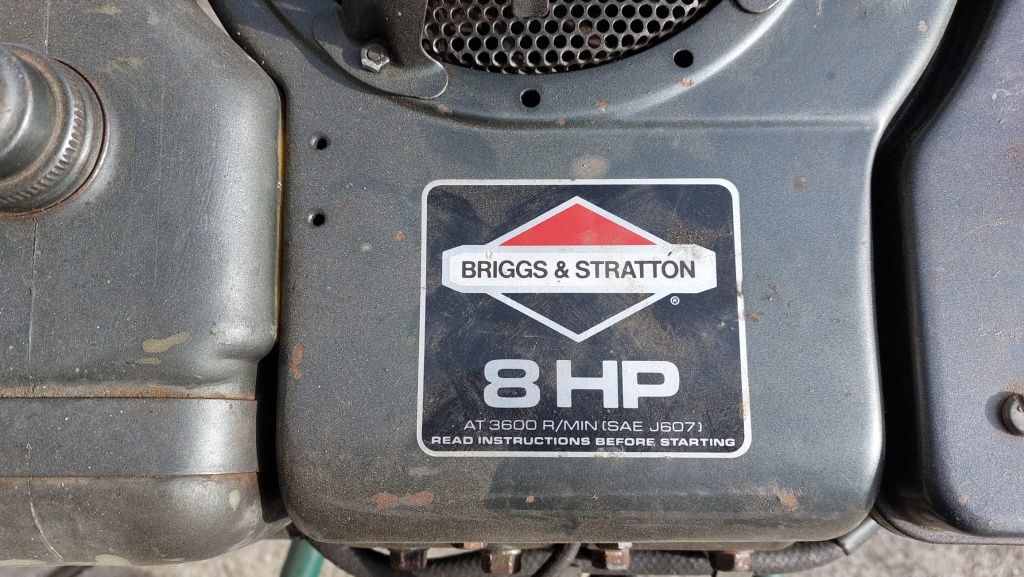 BRIGGS & STRATTON
®
8 HP
AT 3600 R/MIN (SAE J607)
READ INSTRUCTIONS BEFORE STARTING